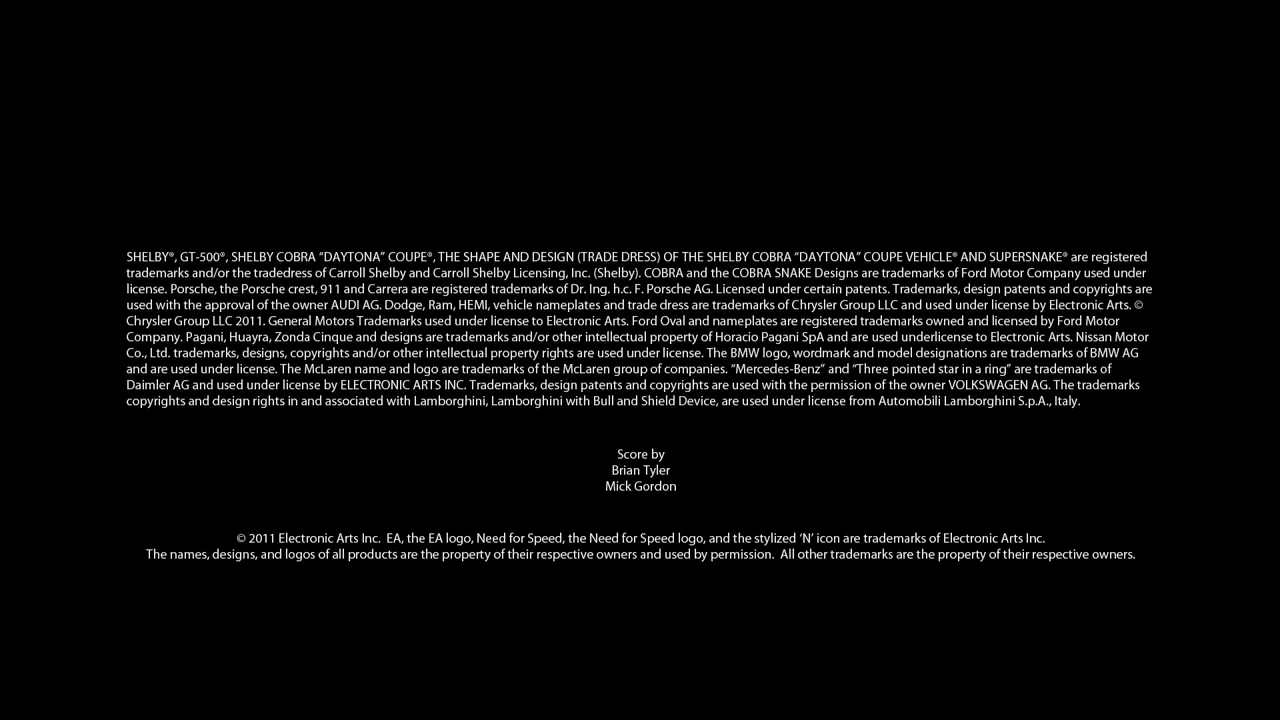 SHELBY®, GT-500®, SHELBY COBRA “DAYTONA” COUPE®, THE SHAPE AND DESIGN (TRADE DRESS) OF THE SHELBY COBRA “DAYTONA” COUPE VEHICLE® AND SUPERSNAKE® are registered
trademarks and/or the tradedress of Carroll Shelby and Carroll Shelby Licensing, Inc. (Shelby). COBRA and the COBRA SNAKE Designs are trademarks of Ford Motor Company used under
license. Porsche, the Porsche crest, 911 and Carrera are registered trademarks of Dr. Ing. h.c. F. Porsche AG. Licensed under certain patents. Trademarks, design patents and copyrights are
used with the approval of the owner AUDI AG. Dodge, Ram, HEMI, vehicle nameplates and trade dress are trademarks of Chrysler Group LLC and used under license by Electronic Arts. ©
Chrysler Group LLC 2011. General Motors Trademarks used under license to Electronic Arts. Ford Oval and nameplates are registered trademarks owned and licensed by Ford Motor
Company. Pagani, Huayra, Zonda Cinque and designs are trademarks and/or other intellectual property of Horacio Pagani SpA and are used underlicense to Electronic Arts. Nissan Motor
Co., Ltd. trademarks, designs, copyrights and/or other intellectual property rights are used under license. The BMW logo, wordmark and model designations are trademarks of BMW AG
and are used under license. The McLaren name and logo are trademarks of the McLaren group of companies. “Mercedes-Benz” and “Three pointed star in a ring” are trademarks of
Daimler AG and used under license by ELECTRONIC ARTS INC. Trademarks, design patents and copyrights are used with the permission of the owner VOLKSWAGEN AG. The trademarks
copyrights and design rights in and associated with Lamborghini, Lamborghini with Bull and Shield Device, are used under license from Automobili Lamborghini S.p.A., Italy.
Score by
Brian Tyler
Mick Gordon
© 2011 Electronic Arts Inc.  EA, the EA logo, Need for Speed, the Need for Speed logo, and the stylized ‘N’ icon are trademarks of Electronic Arts Inc.
The names, designs, and logos of all products are the property of their respective owners and used by permission.  All other trademarks are the property of their respective owners.